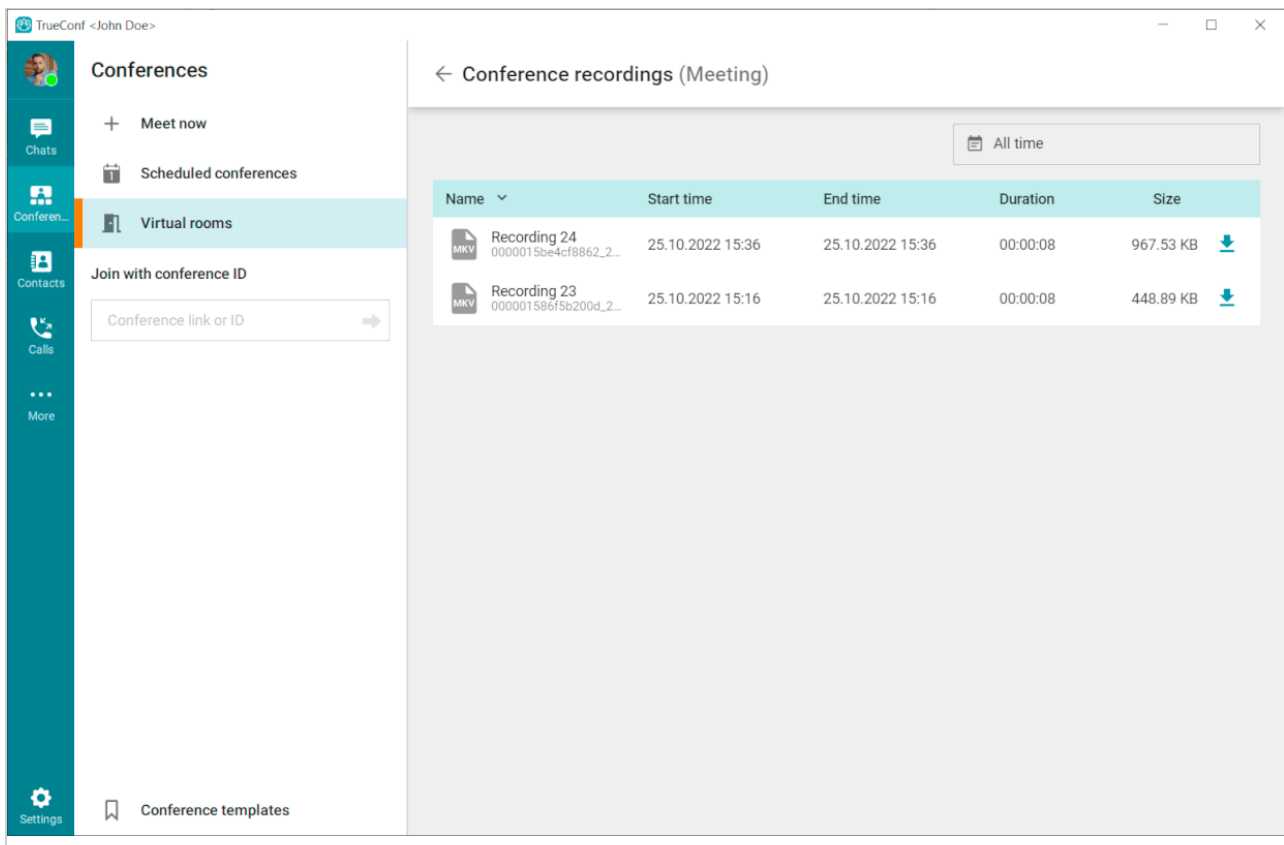 TrueConf <John Doe>
Conferences
Conference recordings (Meeting)
Meet now
Chats
All time
1
Scheduled conferences
Name Start time End time Duration Size
Conferen...
Virtual rooms
MKV Recording 24 25.10.2022 15:36 25.10.2022 15:36 00:00:08 967.53 KB
0000015be4cf8862_2...
Join with conference ID
Contacts
MKV Recording 23 25.10.2022 15:16 25.10.2022 15:16 00:00:08 448.89 KB
000001586f5b200d_2...
Conference link or ID
Calls
More
Conference templates
Settings